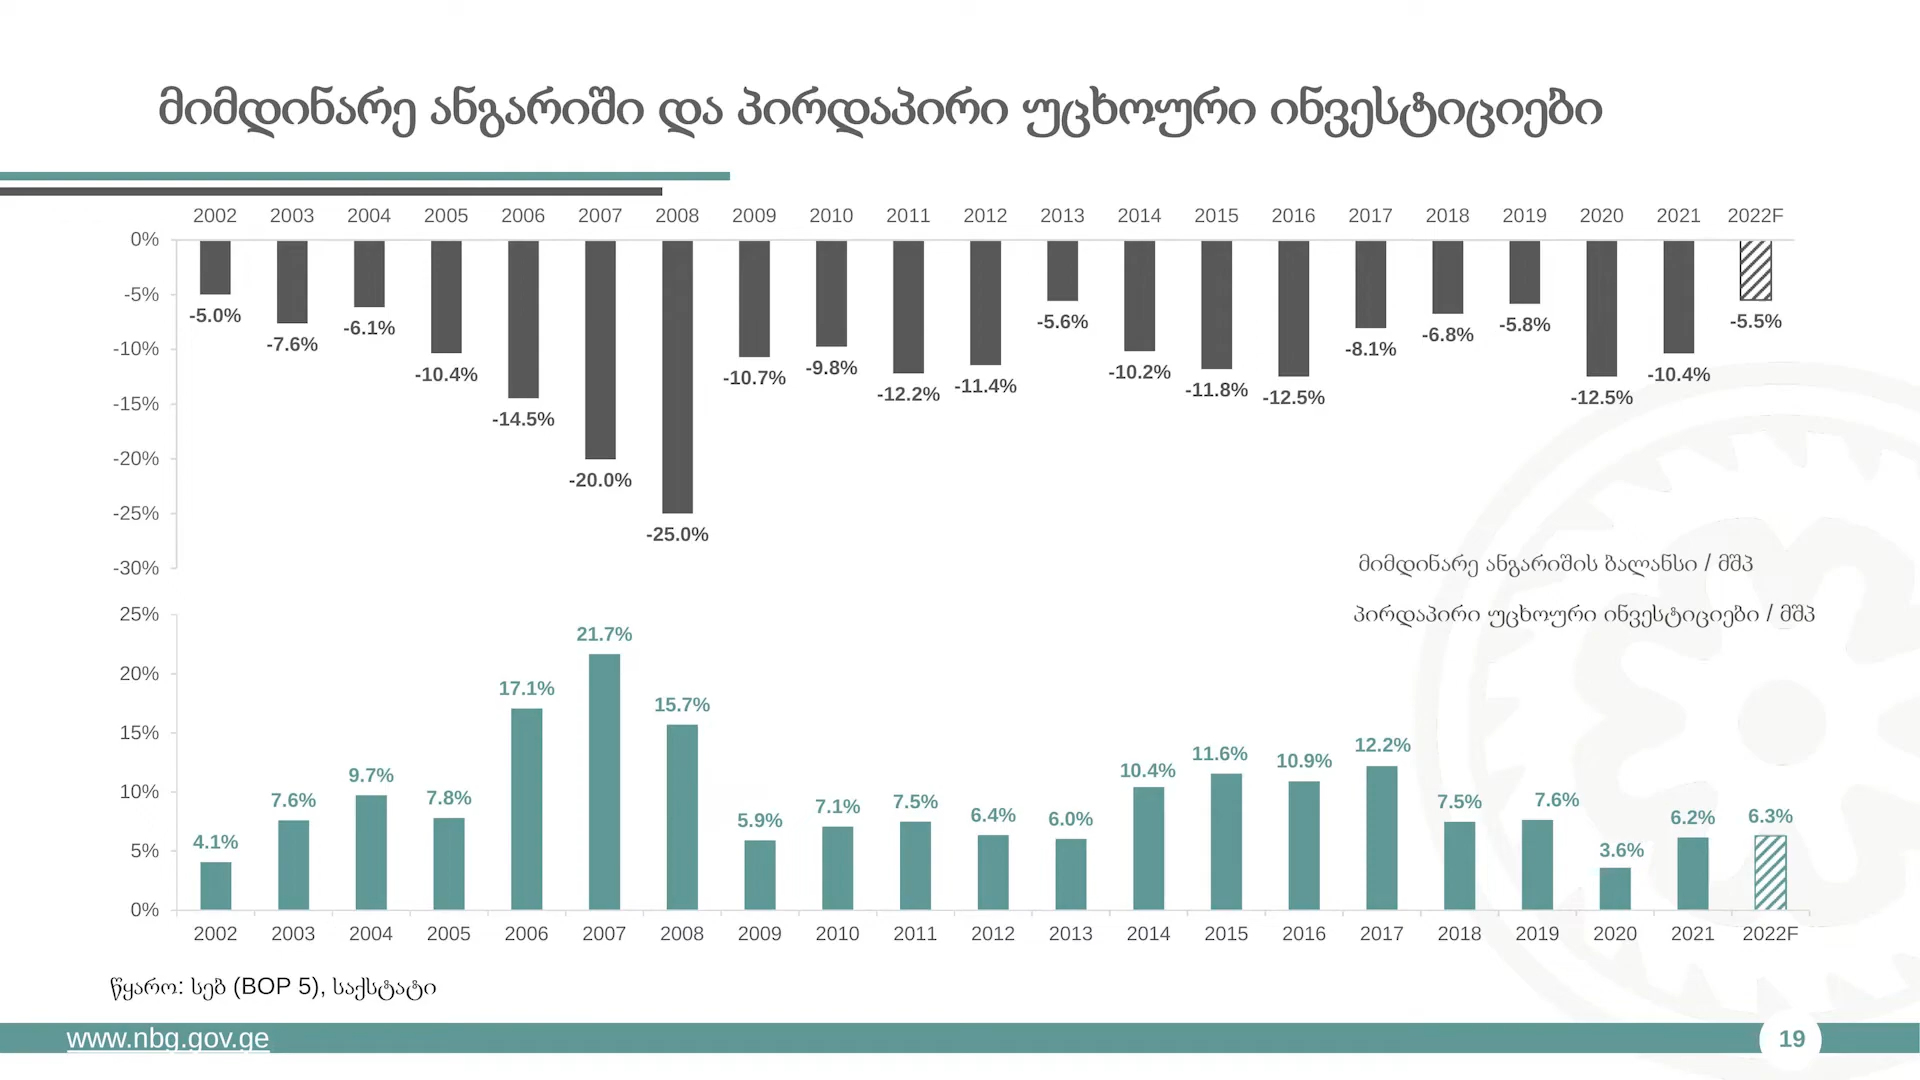 მიმდინარე ანგარიში და პირდაპირი უცხოური ინვესტიციები
2002 2003 2004 2005 2006 2007 2008 2009 2010 2011 2012 2013 2014 2015 2016 2017 2018 2019 2020 2021 2022F
0%
-5%
-10%
-15%
-20%
-25%
-30%
-5.0% -7.6% -6.1% -10.4% -14.5% -20.0% -25.0% -10.7% -9.8% -12.2% -11.4% -5.6% -10.2% -11.8% -12.5% -8.1% -6.8% -5.8% -12.5% -10.4% -5.5%
მიმდინარე ანგარიშის ბალანსი / მშპ
პირდაპირი უცხოური ინვესტიციები / მშპ
25%
20%
15%
10%
5%
0%
4.1% 7.6% 9.7% 7.8% 17.1% 21.7% 15.7% 5.9% 7.1% 7.5% 6.4% 6.0% 10.4% 11.6% 10.9% 12.2% 7.5% 7.6% 3.6% 6.2% 6.3%
2002 2003 2004 2005 2006 2007 2008 2009 2010 2011 2012 2013 2014 2015 2016 2017 2018 2019 2020 2021 2022F
წყარო: სებ (BOP 5), საქსტატი
www.nbg.gov.ge
19